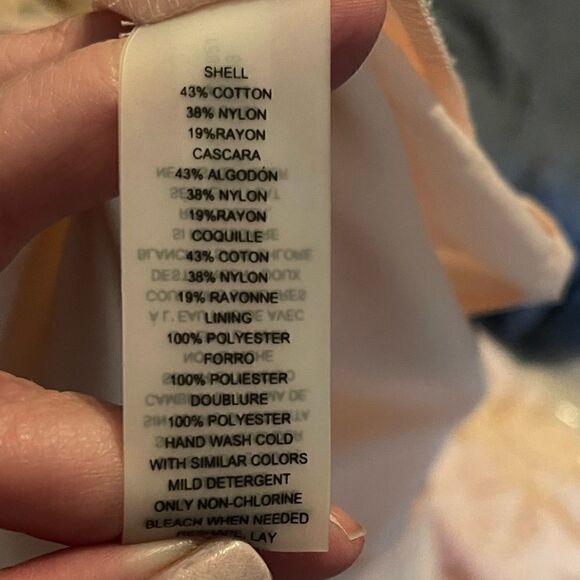 SHELL
43% COTTON
38% NYLON
19%RAYON
CASCARA
43% ALGODÓN
38% NYLON
19%RAYON
COQUILLE
43% COTON
38% NYLON
19% RAYONNE
LINING
100% POLYESTER
FORRO
100% POLIESTER
DOUBLURE
100% POLYESTER
HAND WASH COLD
WITH SIMILAR COLORS
MILD DETERGENT
ONLY NON-CHLORINE
BLEACH WHEN NEEDED
LAY